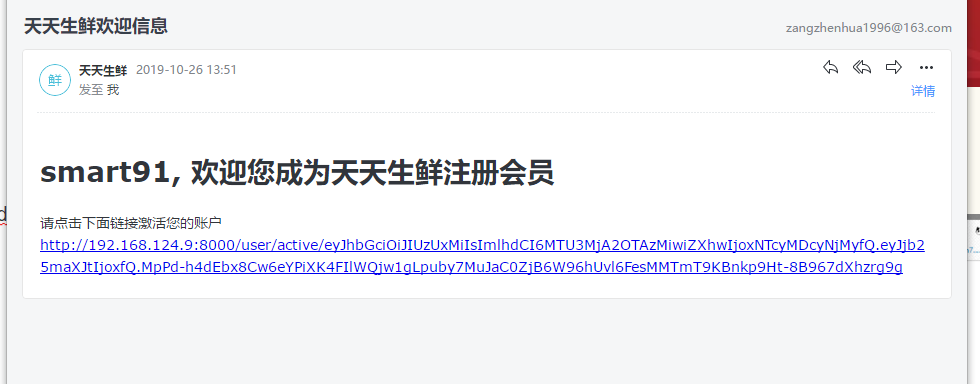 天天生鲜欢迎信息
zangzhenhua1996@163.com
鲜
天天生鲜 2019-10-26 13:51
发至 我
详情
smart91, 欢迎您成为天天生鲜注册会员
请点击下面链接激活您的账户
http://192.168.124.9:8000/user/active/eyJhbGciOiJIUzUxMiIsImlhdCI6MTU3MjA2OTAzMiwiZXhwIjoxNTcyMDcyNjMyfQ.eyJjb2
5maXJtIjoxfQ.MpPd-h4dEbx8Cw6eYPiXK4FIlWQjw1gLpuby7MuJaC0ZjB6W96hUvl6FesMMTmT9KBnkp9Ht-8B967dXhzrg9g
d